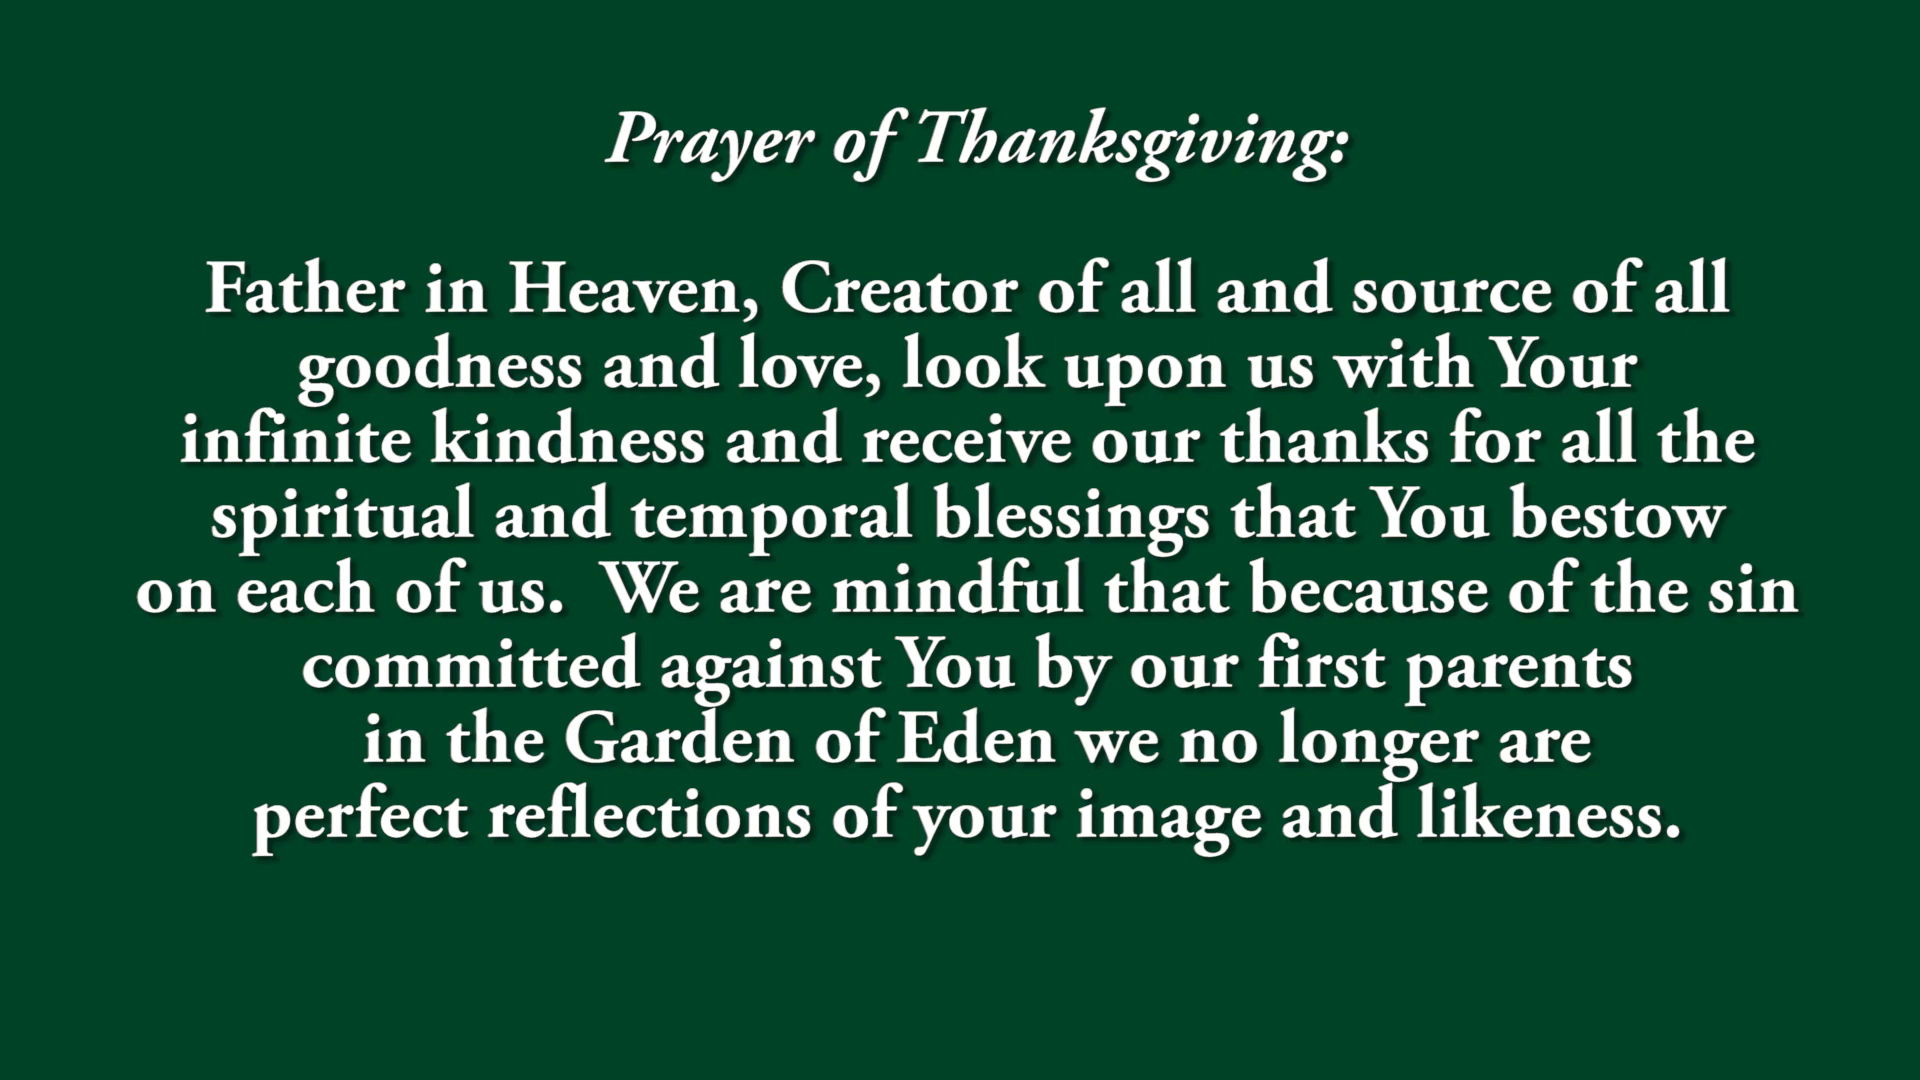 Prayer of Thanksgiving:
Father in Heaven, Creator of all and source of all
goodness and love, look upon us with Your
infinite kindness and receive our thanks for all the
spiritual and temporal blessings that You bestow
on each of us.  We are mindful that because of the sin
committed against You by our first parents
in the Garden of Eden we no longer are
perfect reflections of your image and likeness.